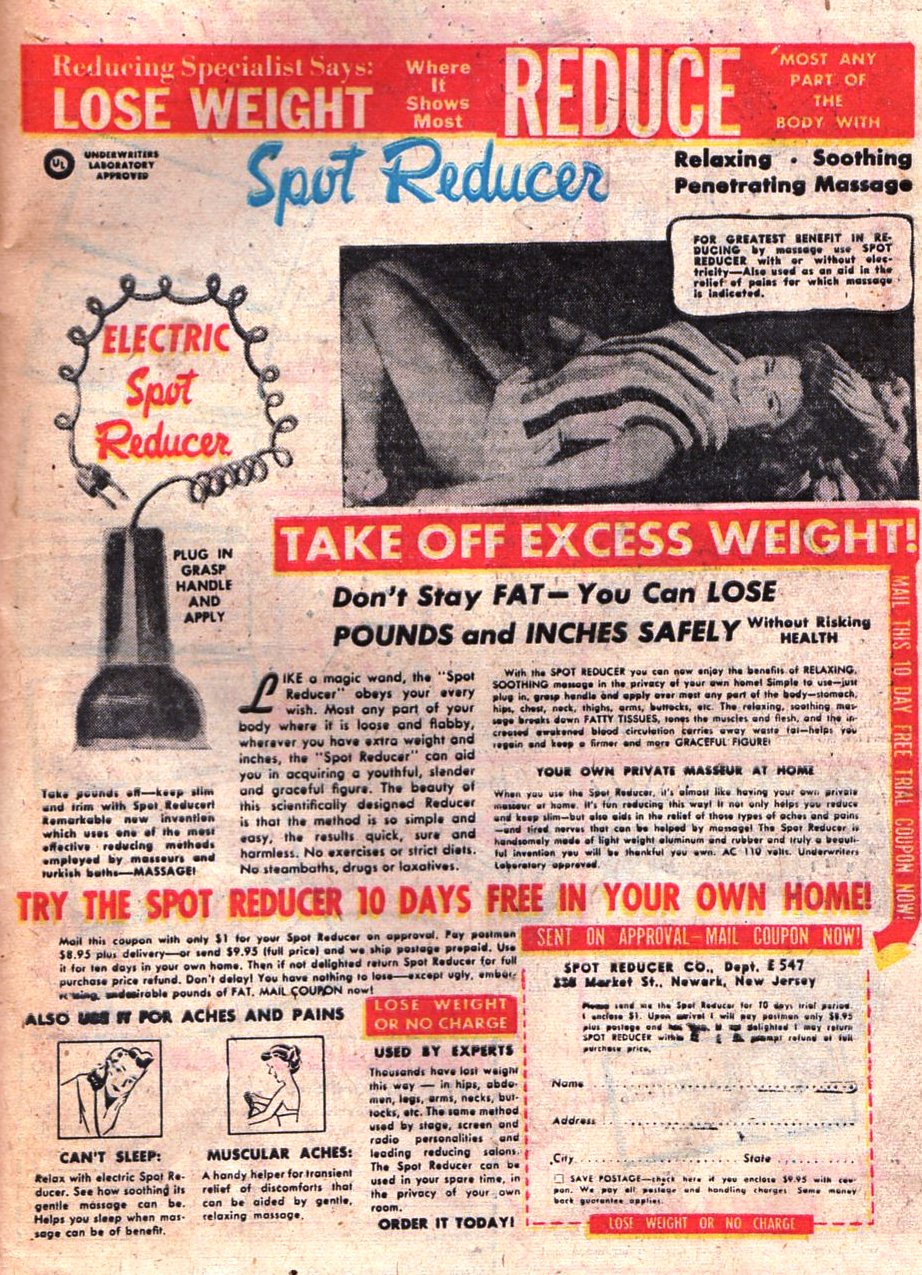 Reducing Specialist Says:
LOSE WEIGHT
Where
It
Shows
Most
REDUCE
MOST ANY
PART OF
THE
BODY WITH
UL
UNDERWRITERS
LABORATORY
APPROVED
Spot Reducer
Relaxing • Soothing
Penetrating Massage
FOR GREATEST BENEFIT IN RE-
DUCING by massage use SPOT
REDUCER with or without elec-
tricity—Also used as an aid in the
relief of pains for which massage
is indicated.
ELECTRIC
Spot
Reducer
PLUG IN
GRASP
HANDLE
AND
APPLY
TAKE OFF EXCESS WEIGHT!
Don't Stay FAT—You Can LOSE
POUNDS and INCHES SAFELY Without Risking
HEALTH
MAIL THIS 10 DAY FREE TRIAL COUPON NOW!
LIKE a magic wand, the "Spot
Reducer" obeys your every
wish. Most any part of your
body where it is loose and flabby,
wherever you have extra weight and
inches, the "Spot Reducer" can aid
you in acquiring a youthful, slender
and graceful figure. The beauty of
this scientifically designed Reducer
is that the method is so simple and
easy, the results quick, sure and
harmless. No exercises or strict diets.
No steambaths, drugs or laxatives.
With the SPOT REDUCER you can now enjoy the benefits of RELAXING,
SOOTHING massage in the privacy of your own home! Simple to use—just
plug in, grasp handle and apply over most any part of the body—stomach,
hips, chest, neck, thighs, arms, buttocks, etc. The relaxing, soothing mas-
sage breaks down FATTY TISSUES, tones the muscles and flesh, and the in-
creased awakened blood circulation carries away waste fat—helps you
regain and keep a firmer and more GRACEFUL FIGURE!
YOUR OWN PRIVATE MASSEUR AT HOME
When you use the Spot Reducer, it's almost like having your own private
masseur at home. It's fun reducing this way! It not only helps you reduce
and keep slim—but also aids in the relief of those types of aches and pains
—and tired nerves that can be helped by massage! The Spot Reducer is
handsomely made of light weight aluminum and rubber and truly a beauti-
ful invention you will be thankful you own. AC 110 volts. Underwriters
Laboratory approved.
Take pounds off—keep slim
and trim with Spot Reducer!
Remarkable new invention
which uses one of the most
effective reducing methods
employed by masseurs and
turkish baths—MASSAGE!
TRY THE SPOT REDUCER 10 DAYS FREE IN YOUR OWN HOME!
Mail this coupon with only $1 for your Spot Reducer on approval. Pay postman
$8.95 plus delivery—or send $9.95 (full price) and we ship postage prepaid. Use
it for ten days in your own home. Then if not delighted return Spot Reducer for full
purchase price refund. Don't delay! You have nothing to lose—except ugly, embar-
rassing, undesirable pounds of FAT. MAIL COUPON now!
ALSO USE IT FOR ACHES AND PAINS
CAN'T SLEEP:
Relax with electric Spot Re-
ducer. See how soothing its
gentle massage can be.
Helps you sleep when mas-
sage can be of benefit.
MUSCULAR ACHES:
A handy helper for transient
relief of discomforts that
can be aided by gentle,
relaxing massage.
LOSE WEIGHT
OR NO CHARGE
USED BY EXPERTS
Thousands have lost weight
this way — in hips, abdo-
men, legs, arms, necks, but-
tocks, etc. The same method
used by stage, screen and
radio personalities and
leading reducing salons.
The Spot Reducer can be
used in your spare time, in
the privacy of your own
room.
ORDER IT TODAY!
SENT ON APPROVAL—MAIL COUPON NOW!
SPOT REDUCER CO., Dept. E547
Market St., Newark, New Jersey
Please send me the Spot Reducer for 10 days trial period.
I enclose $1. Upon arrival I will pay postman only $8.95
plus postage and delighted I may return
SPOT REDUCER within prompt refund of full
purchase price.
Name
Address
City State
SAVE POSTAGE—check here if you enclose $9.95 with cou-
pon. We pay all postage and handling charges. Same money
back guarantee applies.
LOSE WEIGHT OR NO CHARGE